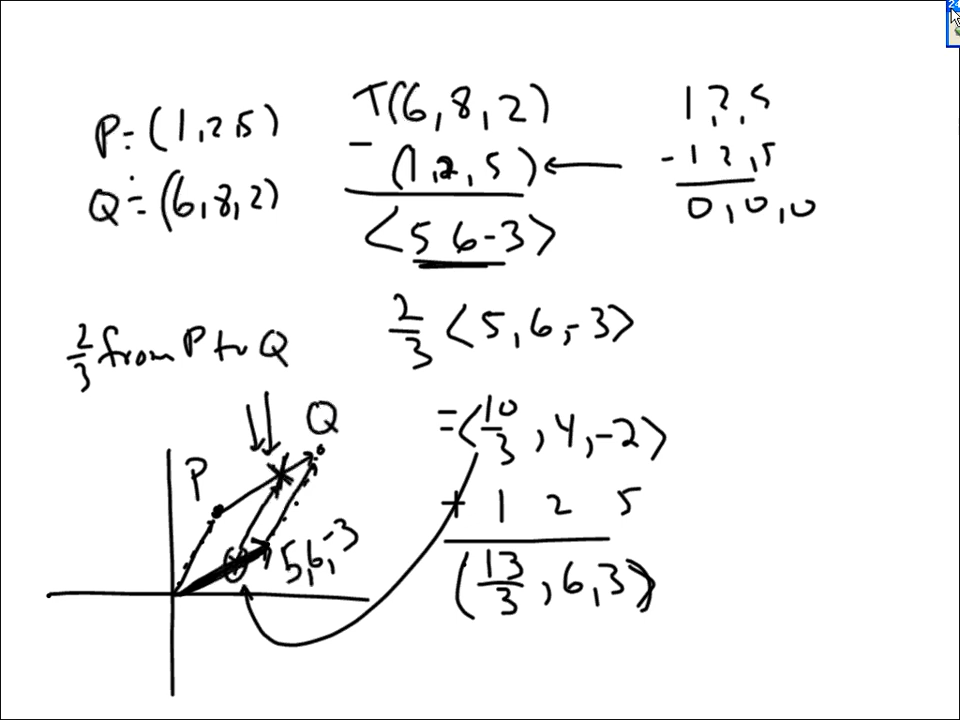 P = (1,2,5)
Q = (6,8,2)
T(6,8,2)
- (1,2,5)
<5 6 -3>
1,2,5
- 1 2,5
0,0,0
2/3 from P to Q
2/3 <5,6,-3>
= <10/3, 4, -2>
+ 1 2 5
(13/3, 6, 3)
P
Q
5,6,-3